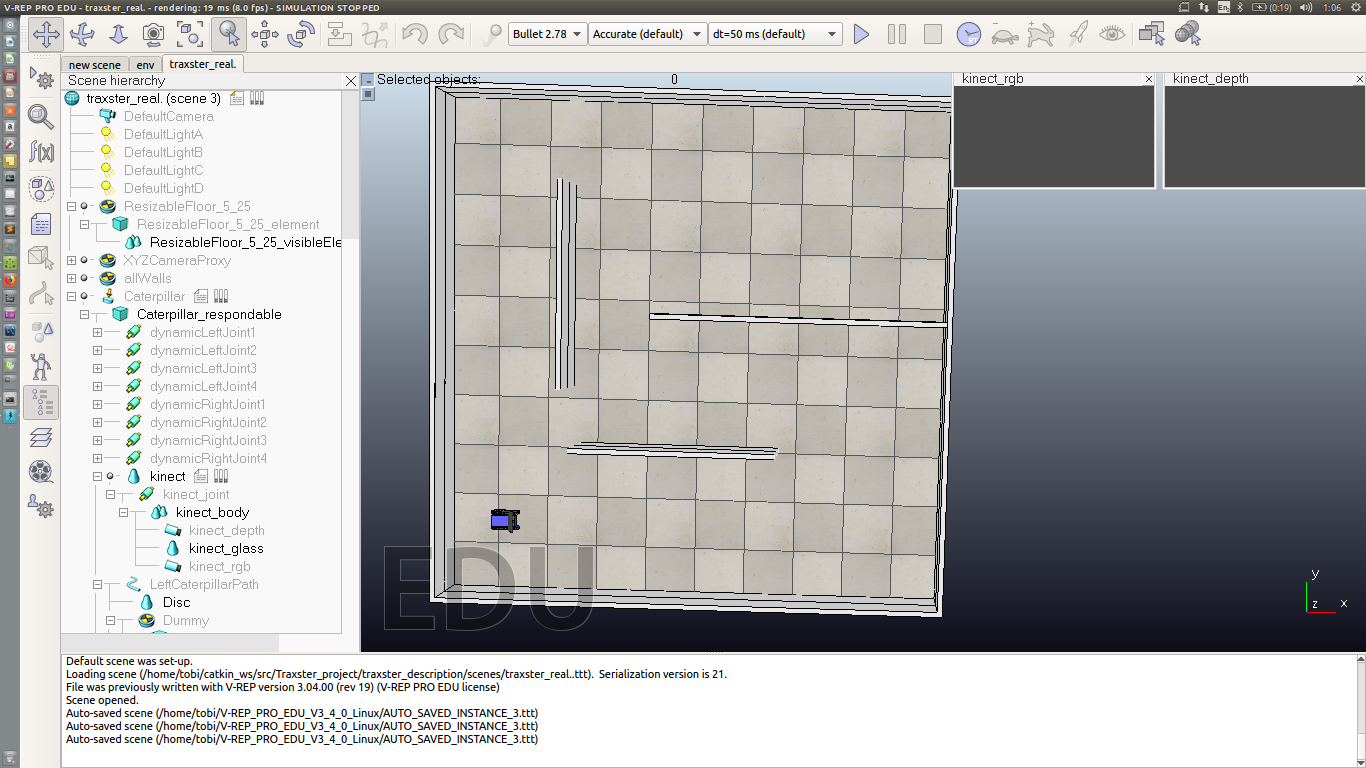 V-REP PRO EDU - traxster_real. - rendering: 19 ms (8.0 fps) - SIMULATION STOPPED
En
(0:19)
1:06
Bullet 2.78
Accurate (default)
dt=50 ms (default)
new scene
env
traxster_real.
Scene hierarchy
Selected objects:
0
kinect_rgb
kinect_depth
traxster_real. (scene 3)
DefaultCamera
DefaultLightA
DefaultLightB
DefaultLightC
DefaultLightD
ResizableFloor_5_25
ResizableFloor_5_25_element
ResizableFloor_5_25_visibleEle
XYZCameraProxy
allWalls
Caterpillar
Caterpillar_respondable
dynamicLeftJoint1
dynamicLeftJoint2
dynamicLeftJoint3
dynamicLeftJoint4
dynamicRightJoint1
dynamicRightJoint2
dynamicRightJoint3
dynamicRightJoint4
kinect
kinect_joint
kinect_body
kinect_depth
kinect_glass
kinect_rgb
LeftCaterpillarPath
Disc
Dummy
f(x)
EDU
y
z
x
Default scene was set-up.
Loading scene (/home/tobi/catkin_ws/src/Traxster_project/traxster_description/scenes/traxster_real..ttt). Serialization version is 21.
File was previously written with V-REP version 3.04.00 (rev 19) (V-REP PRO EDU license)
Scene opened.
Auto-saved scene (/home/tobi/V-REP_PRO_EDU_V3_4_0_Linux/AUTO_SAVED_INSTANCE_3.ttt)
Auto-saved scene (/home/tobi/V-REP_PRO_EDU_V3_4_0_Linux/AUTO_SAVED_INSTANCE_3.ttt)
Auto-saved scene (/home/tobi/V-REP_PRO_EDU_V3_4_0_Linux/AUTO_SAVED_INSTANCE_3.ttt)